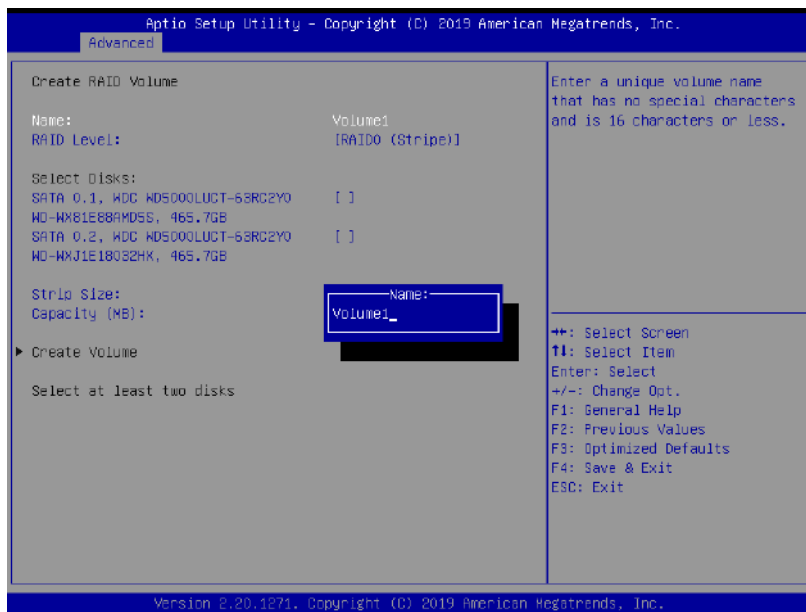 Aptio Setup Utility – Copyright (C) 2019 American Megatrends, Inc.
Advanced
Create RAID Volume
Name: Volume1
RAID Level: [RAID0 (Stripe)]
Select Disks:
SATA 0.1, WDC WD5000LUCT-63RC2Y0 [ ]
WD-WX81E88AMD5S, 465.7GB
SATA 0.2, WDC WD5000LUCT-63RC2Y0 [ ]
WD-WXJ1E18032HK, 465.7GB
Strip Size:
Capacity (MB):
Name:
Volume1_
► Create Volume
Select at least two disks
Enter a unique volume name
that has no special characters
and is 16 characters or less.
→←: Select Screen
↑↓: Select Item
Enter: Select
+/-: Change Opt.
F1: General Help
F2: Previous Values
F3: Optimized Defaults
F4: Save & Exit
ESC: Exit
Version 2.20.1271. Copyright (C) 2019 American Megatrends, Inc.